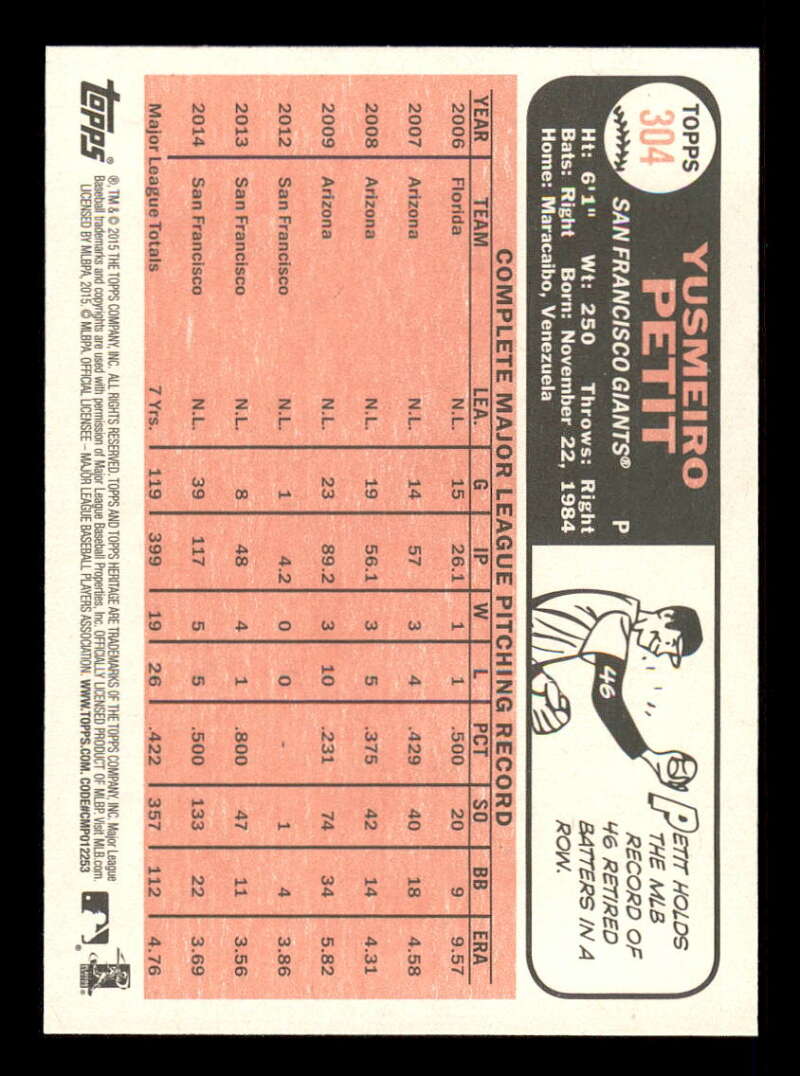 TOPPS
304
YUSMEIRO
PETIT
SAN FRANCISCO GIANTS® P
Ht: 6'1" Wt: 250 Throws: Right
Bats: Right Born: November 22, 1984
Home: Maracaibo, Venezuela
46
PETIT HOLDS
THE MLB
RECORD OF
46 RETIRED
BATTERS IN A
ROW.
COMPLETE MAJOR LEAGUE PITCHING RECORD
YEAR TEAM LEA. G IP W L PCT SO BB ERA
2006 Florida N.L. 15 26.1 1 1 .500 20 9 9.57
2007 Arizona N.L. 14 57 3 4 .429 40 18 4.58
2008 Arizona N.L. 19 56.1 3 5 .375 42 14 4.31
2009 Arizona N.L. 23 89.2 3 10 .231 74 34 5.82
2012 San Francisco N.L. 1 4.2 0 0 - 1 4 3.86
2013 San Francisco N.L. 8 48 4 1 .800 47 11 3.56
2014 San Francisco N.L. 39 117 5 5 .500 133 22 3.69
Major League Totals 7 Yrs. 119 399 19 26 .422 357 112 4.76
topps®
®, TM & © 2015 THE TOPPS COMPANY, INC. ALL RIGHTS RESERVED. TOPPS AND TOPPS HERITAGE ARE TRADEMARKS OF THE TOPPS COMPANY, INC. Major League
Baseball trademarks and copyrights are used with permission of Major League Baseball Properties, Inc. OFFICIALLY LICENSED PRODUCT OF MLBP. Visit MLB.com.
LICENSED BY MLBPA, 2015. © MLBPA. OFFICIAL LICENSEE – MAJOR LEAGUE BASEBALL PLAYERS ASSOCIATION. WWW.TOPPS.COM. CODE#CMP012253